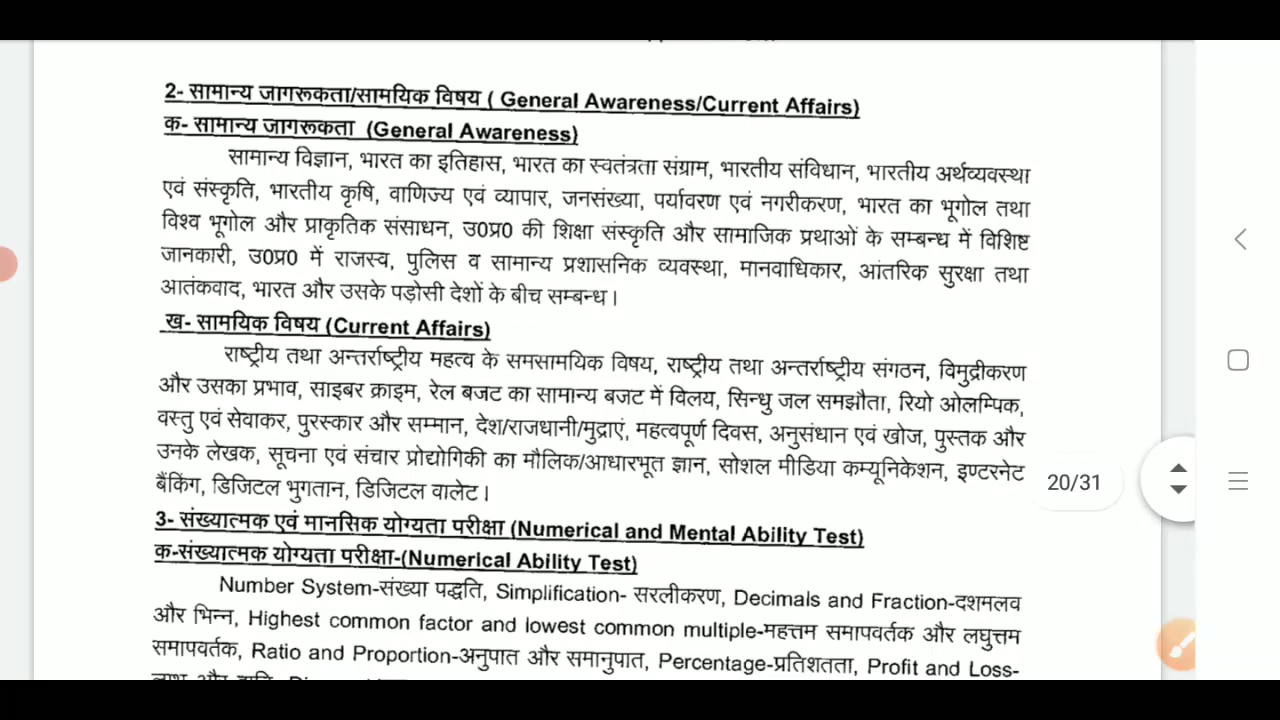 2- सामान्य जागरूकता/सामयिक विषय ( General Awareness/Current Affairs)
क- सामान्य जागरूकता (General Awareness)
सामान्य विज्ञान, भारत का इतिहास, भारत का स्वतंत्रता संग्राम, भारतीय संविधान, भारतीय अर्थव्यवस्था
एवं संस्कृति, भारतीय कृषि, वाणिज्य एवं व्यापार, जनसंख्या, पर्यावरण एवं नगरीकरण, भारत का भूगोल तथा
विश्व भूगोल और प्राकृतिक संसाधन, उ0प्र0 की शिक्षा संस्कृति और सामाजिक प्रथाओं के सम्बन्ध में विशिष्ट
जानकारी, उ0प्र0 में राजस्व, पुलिस व सामान्य प्रशासनिक व्यवस्था, मानवाधिकार, आंतरिक सुरक्षा तथा
आतंकवाद, भारत और उसके पड़ोसी देशों के बीच सम्बन्ध।
ख- सामयिक विषय (Current Affairs)
राष्ट्रीय तथा अन्तर्राष्ट्रीय महत्व के समसामयिक विषय, राष्ट्रीय तथा अन्तर्राष्ट्रीय संगठन, विमुद्रीकरण
और उसका प्रभाव, साइबर क्राइम, रेल बजट का सामान्य बजट में विलय, सिन्धु जल समझौता, रियो ओलम्पिक,
वस्तु एवं सेवाकर, पुरस्कार और सम्मान, देश/राजधानी/मुद्राएं, महत्वपूर्ण दिवस, अनुसंधान एवं खोज, पुस्तक और
उनके लेखक, सूचना एवं संचार प्रोद्योगिकी का मौलिक/आधारभूत ज्ञान, सोशल मीडिया कम्यूनिकेशन, इण्टरनेट
बैंकिंग, डिजिटल भुगतान, डिजिटल वालेट।
20/31
3- संख्यात्मक एवं मानसिक योग्यता परीक्षा (Numerical and Mental Ability Test)
क-संख्यात्मक योग्यता परीक्षा-(Numerical Ability Test)
Number System-संख्या पद्धति, Simplification- सरलीकरण, Decimals and Fraction-दशमलव
और भिन्न, Highest common factor and lowest common multiple-महत्तम समापवर्तक और लघुत्तम
समापवर्तक, Ratio and Proportion-अनुपात और समानुपात, Percentage-प्रतिशतता, Profit and Loss-